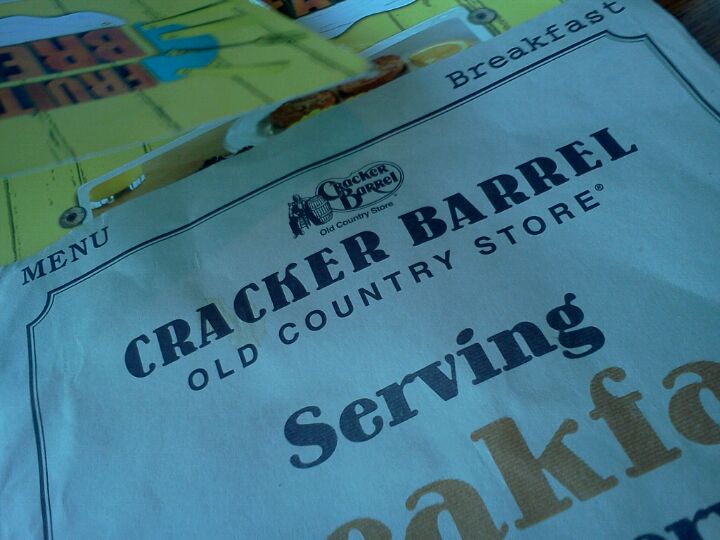 MENU
Breakfast
Cracker
Barrel
Old Country Store
CRACKER BARREL
OLD COUNTRY STORE®
Serving